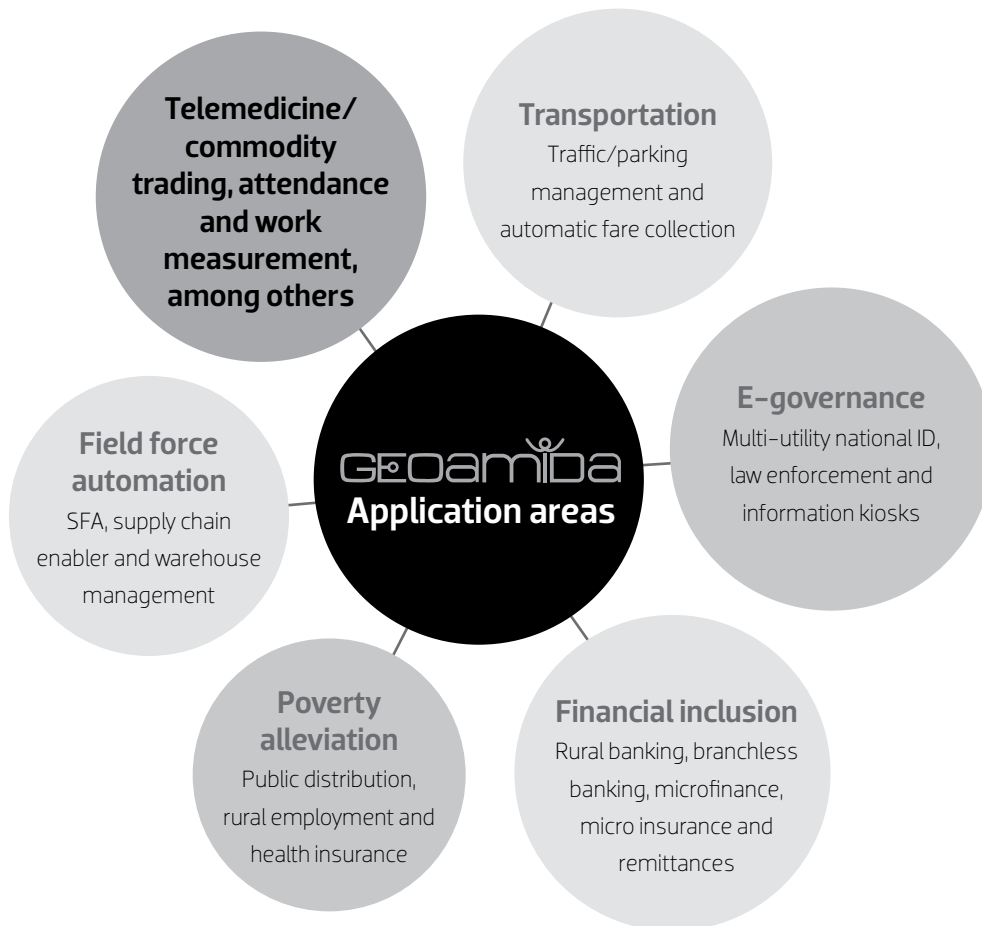 Telemedicine/
commodity
trading, attendance
and work
measurement,
among others
Transportation
Traffic/parking
management and
automatic fare collection
E-governance
Multi-utility national ID,
law enforcement and
information kiosks
GEOamiDa
Application areas
Field force
automation
SFA, supply chain
enabler and warehouse
management
Poverty
alleviation
Public distribution,
rural employment and
health insurance
Financial inclusion
Rural banking, branchless
banking, microfinance,
micro insurance and
remittances